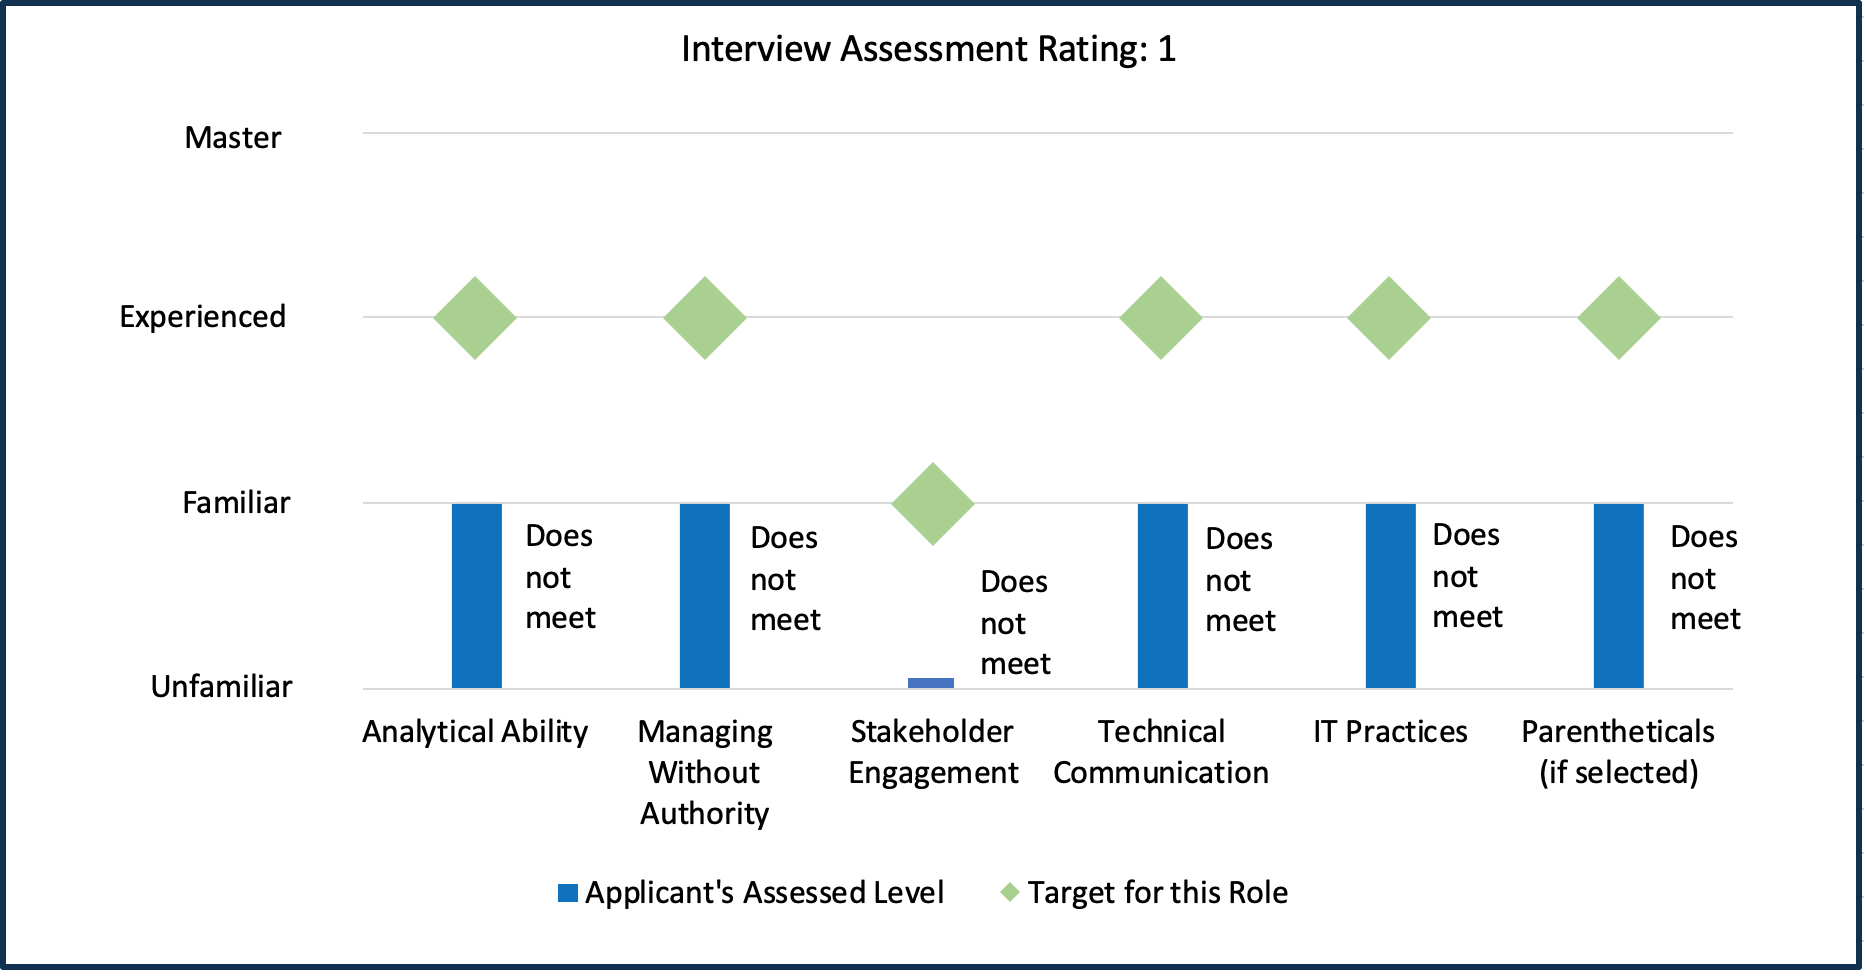 Interview Assessment Rating: 1
Master
Experienced
Familiar
Unfamiliar
Does
not
meet
Does
not
meet
Does
not
meet
Does
not
meet
Does
not
meet
Does
not
meet
Analytical Ability
Managing
Without
Authority
Stakeholder
Engagement
Technical
Communication
IT Practices
Parentheticals
(if selected)
Applicant's Assessed Level
Target for this Role